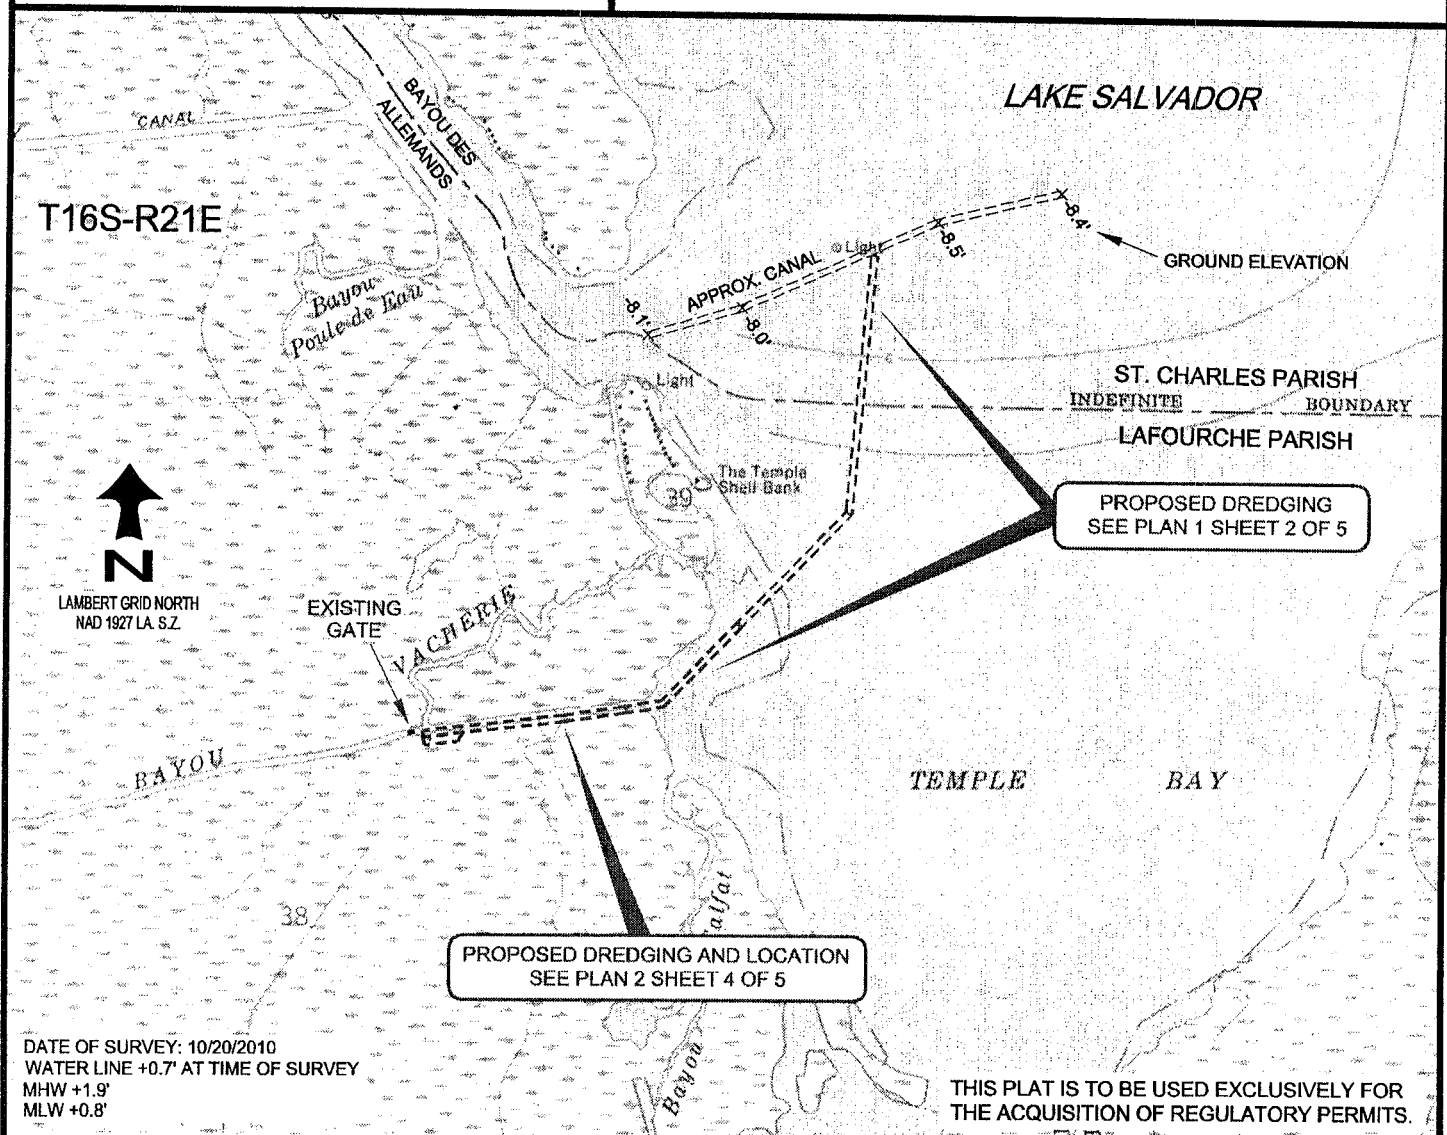 LAKE SALVADOR
CANAL
BAYOU DES
ALLEMANDS
T16S-R21E
-8.4'
-8.5'
Light
GROUND ELEVATION
APPROX. CANAL
Bayou
Poule de Eau
-8.1'
-8.0'
Light
ST. CHARLES PARISH
INDEFINITE BOUNDARY
LAFOURCHE PARISH
The Temple
Shell Bank
39
PROPOSED DREDGING
SEE PLAN 1 SHEET 2 OF 5
N
LAMBERT GRID NORTH
NAD 1927 LA. S.Z.
EXISTING
GATE
VACHERIE
BAYOU
TEMPLE BAY
38
PROPOSED DREDGING AND LOCATION
SEE PLAN 2 SHEET 4 OF 5
Bayou
DATE OF SURVEY: 10/20/2010
WATER LINE +0.7' AT TIME OF SURVEY
MHW +1.9'
MLW +0.8'
THIS PLAT IS TO BE USED EXCLUSIVELY FOR
THE ACQUISITION OF REGULATORY PERMITS.